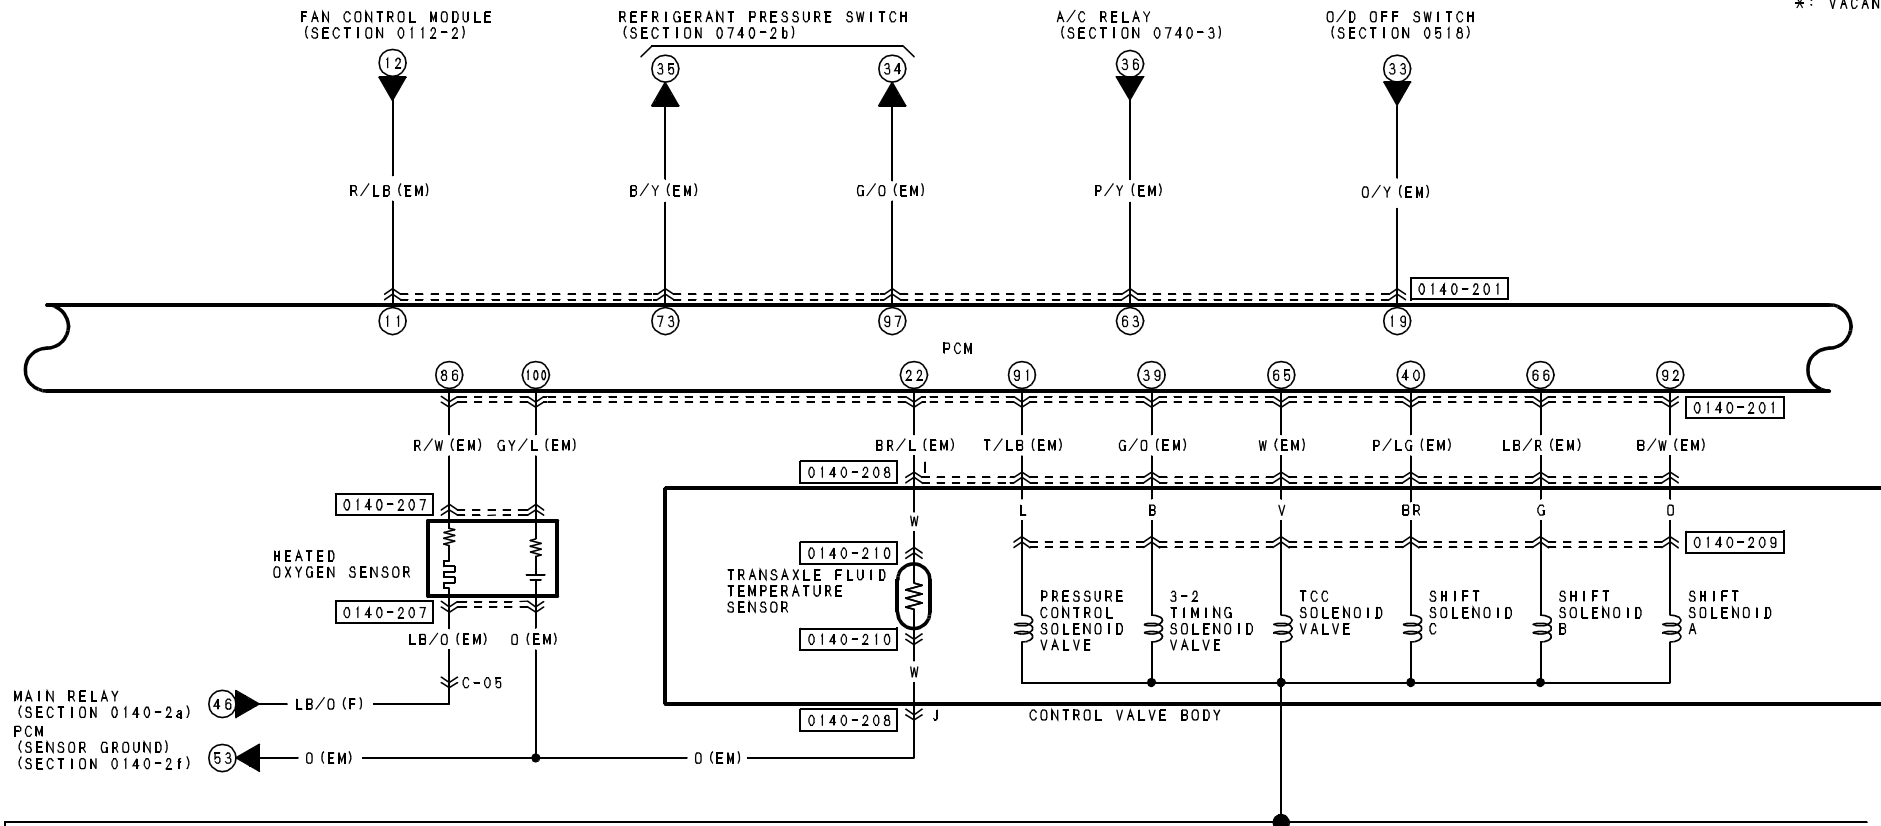 *: VACAN
FAN CONTROL MODULE
(SECTION 0112-2)
REFRIGERANT PRESSURE SWITCH
(SECTION 0740-2b)
A/C RELAY
(SECTION 0740-3)
O/D OFF SWITCH
(SECTION 0518)
12
35
34
36
33
R/LB (EM)
B/Y (EM)
G/O (EM)
P/Y (EM)
O/Y (EM)
0140-201
11
73
97
63
19
PCM
86
100
22
91
39
65
40
66
92
0140-201
R/W (EM)
GY/L (EM)
BR/L (EM)
T/LB (EM)
G/O (EM)
W (EM)
P/LG (EM)
LB/R (EM)
B/W (EM)
0140-208
I
0140-207
W
L
B
V
BR
G
O
0140-210
0140-209
HEATED
OXYGEN SENSOR
TRANSAXLE FLUID
TEMPERATURE
SENSOR
PRESSURE
CONTROL
SOLENOID
VALVE
3-2
TIMING
SOLENOID
VALVE
TCC
SOLENOID
VALVE
SHIFT
SOLENOID
C
SHIFT
SOLENOID
B
SHIFT
SOLENOID
A
0140-207
LB/O (EM)
O (EM)
0140-210
W
C-05
MAIN RELAY
(SECTION 0140-2a)
46
LB/O (F)
0140-208
J
CONTROL VALVE BODY
PCM
(SENSOR GROUND)
(SECTION 0140-2f)
53
O (EM)
O (EM)